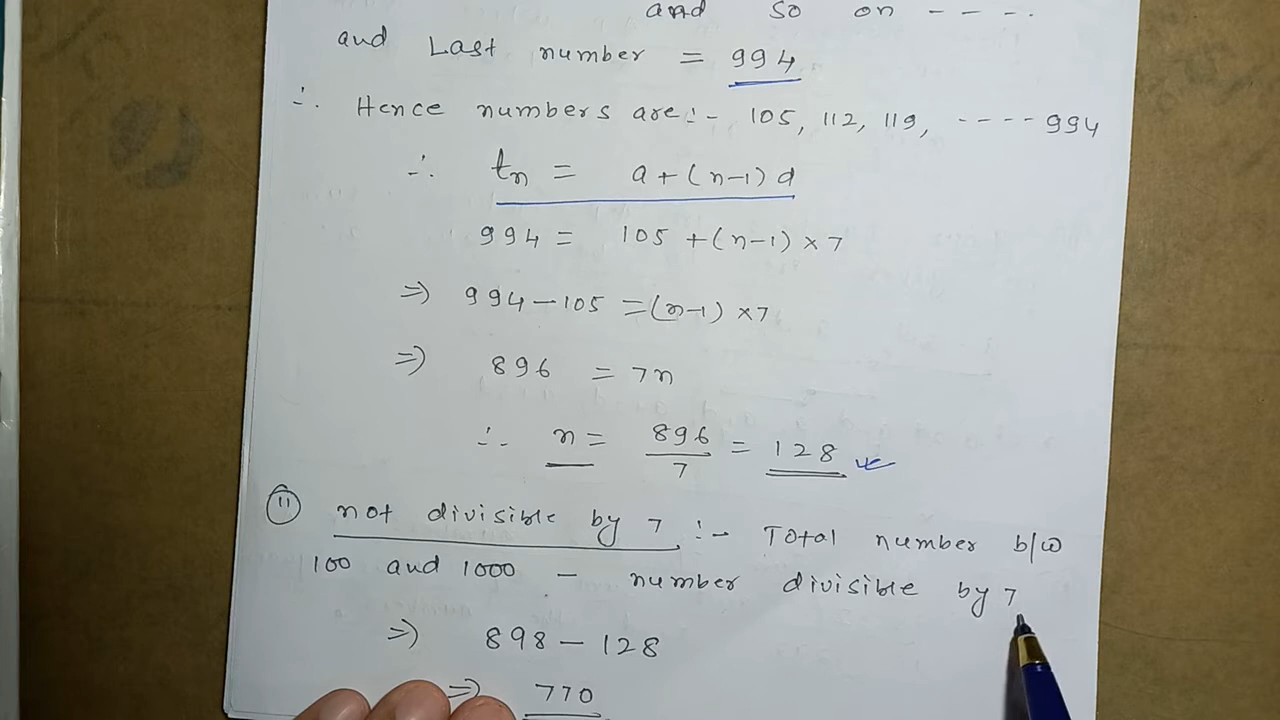 and so on - - - -.
and Last number = 994
∴ Hence numbers are:- 105, 112, 119, - - - - 994
∴ tn = a + (n-1) d
994 = 105 + (n-1) × 7
⇒ 994 - 105 = (n-1) × 7
⇒ 896 = 7n
∴ n = 896/7 = 128
(11) not divisible by 7 :- Total number b/w
100 and 1000 - number divisible by 7
⇒ 898 - 128
⇒ 770